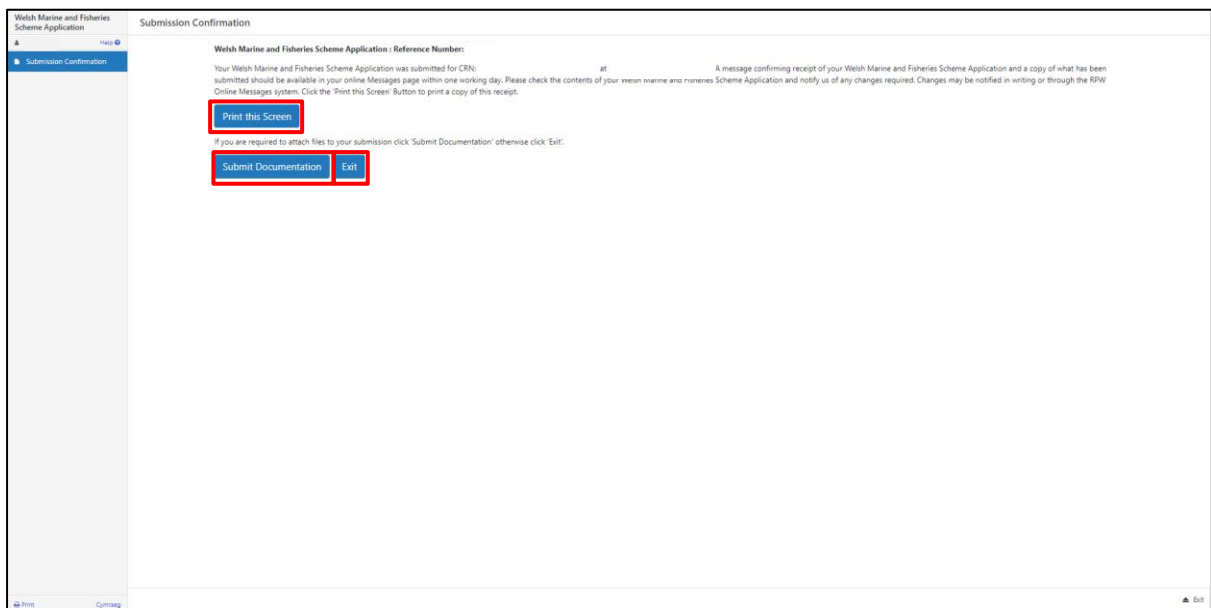 Welsh Marine and Fisheries
Scheme Application
Submission Confirmation
Help
Submission Confirmation
Welsh Marine and Fisheries Scheme Application : Reference Number:
Your Welsh Marine and Fisheries Scheme Application was submitted for CRN: at A message confirming receipt of your Welsh Marine and Fisheries Scheme Application and a copy of what has been
submitted should be available in your online Messages page within one working day. Please check the contents of your Welsh Marine and Fisheries Scheme Application and notify us of any changes required. Changes may be notified in writing or through the RPW
Online Messages system. Click the 'Print this Screen' Button to print a copy of this receipt.
Print this Screen
If you are required to attach files to your submission click 'Submit Documentation' otherwise click 'Exit'.
Submit Documentation Exit
Print Cymraeg
Exit